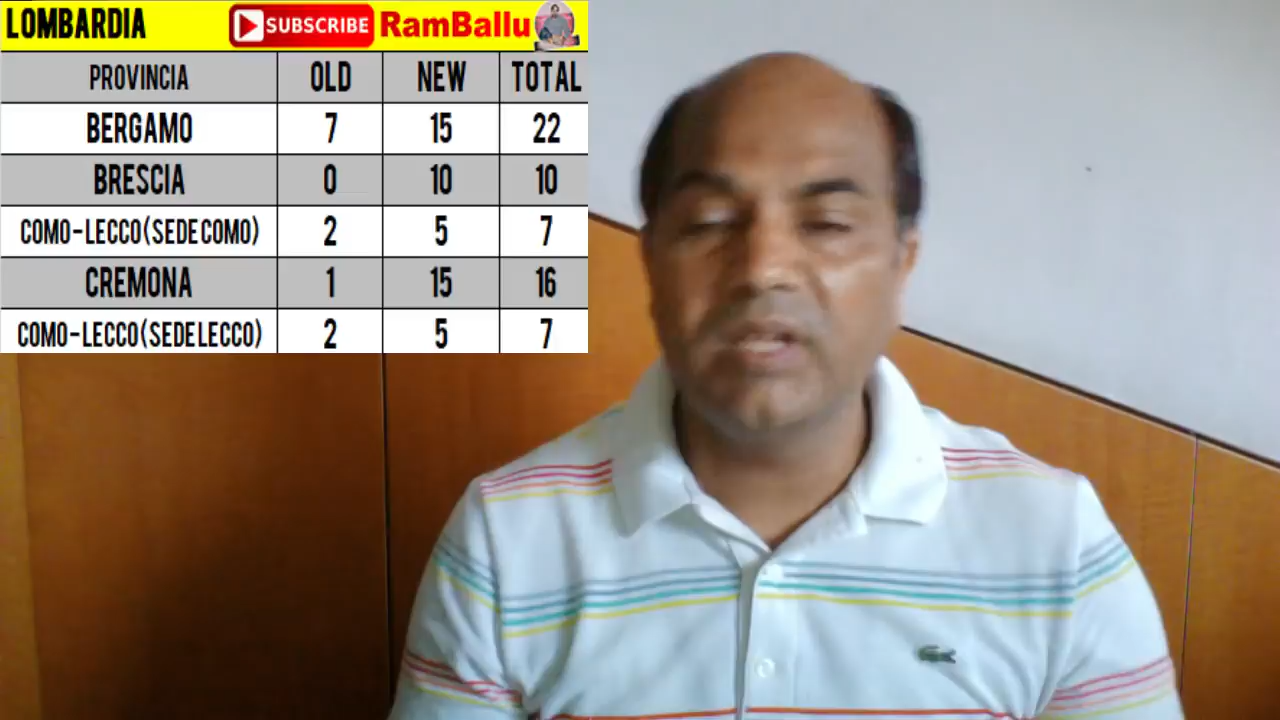 LOMBARDIA SUBSCRIBE RamBallu
PROVINCIA OLD NEW TOTAL
BERGAMO 7 15 22
BRESCIA 0 10 10
COMO-LECCO(SEDECOMO) 2 5 7
CREMONA 1 15 16
COMO-LECCO(SEDELECCO) 2 5 7